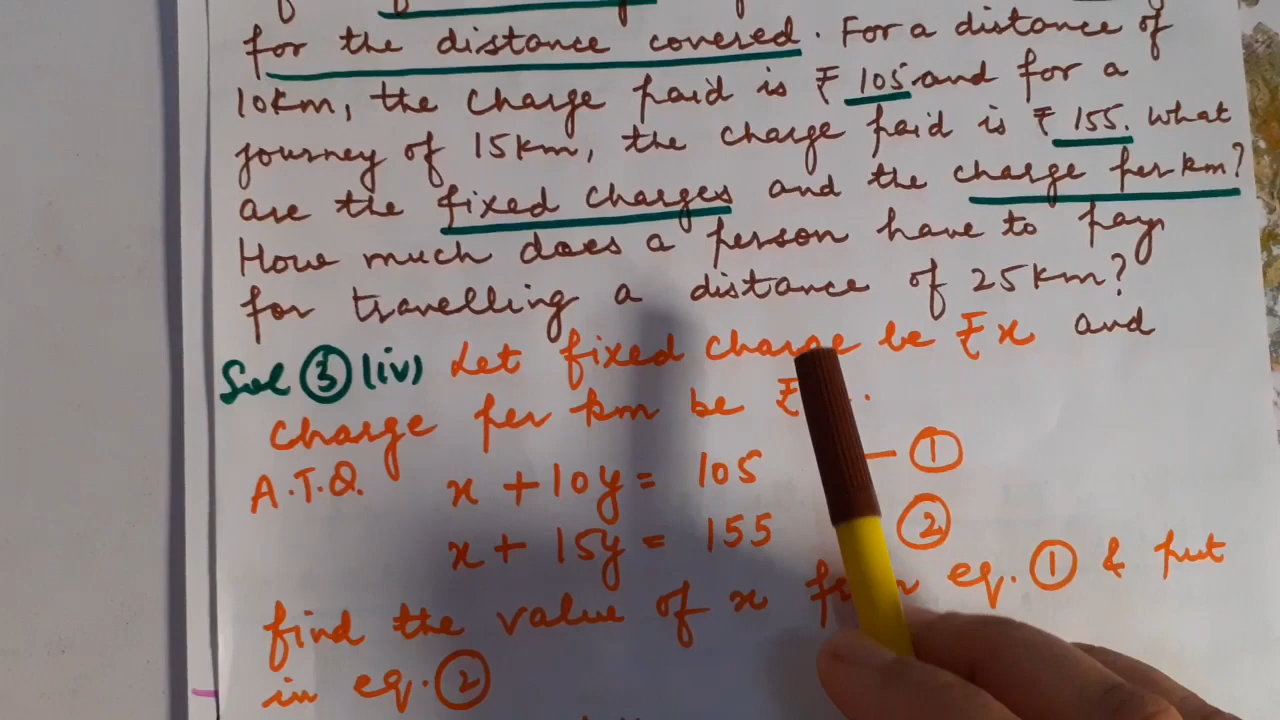 for the distance covered. For a distance of
10km, the charge paid is ₹ 105 and for a
journey of 15km, the charge paid is ₹ 155. What
are the fixed charges and the charge per km?
How much does a person have to pay
for travelling a distance of 25km?
Sol ③ (iv) Let fixed charge be ₹ x and
charge per km be ₹
A.T.Q. x + 10y = 105 — ①
x + 15y = 155 ②
find the value of x from eq. ① & put
in eq. ②